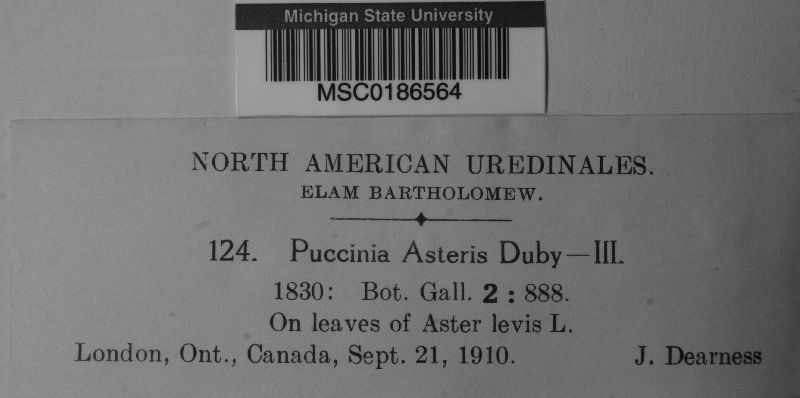 Michigan State University
MSC0186564
NORTH AMERICAN UREDINALES.
ELAM BARTHOLOMEW.
124. Puccinia Asteris Duby—III.
1830: Bot. Gall. 2 : 888.
On leaves of Aster levis L.
London, Ont., Canada, Sept. 21, 1910. J. Dearness